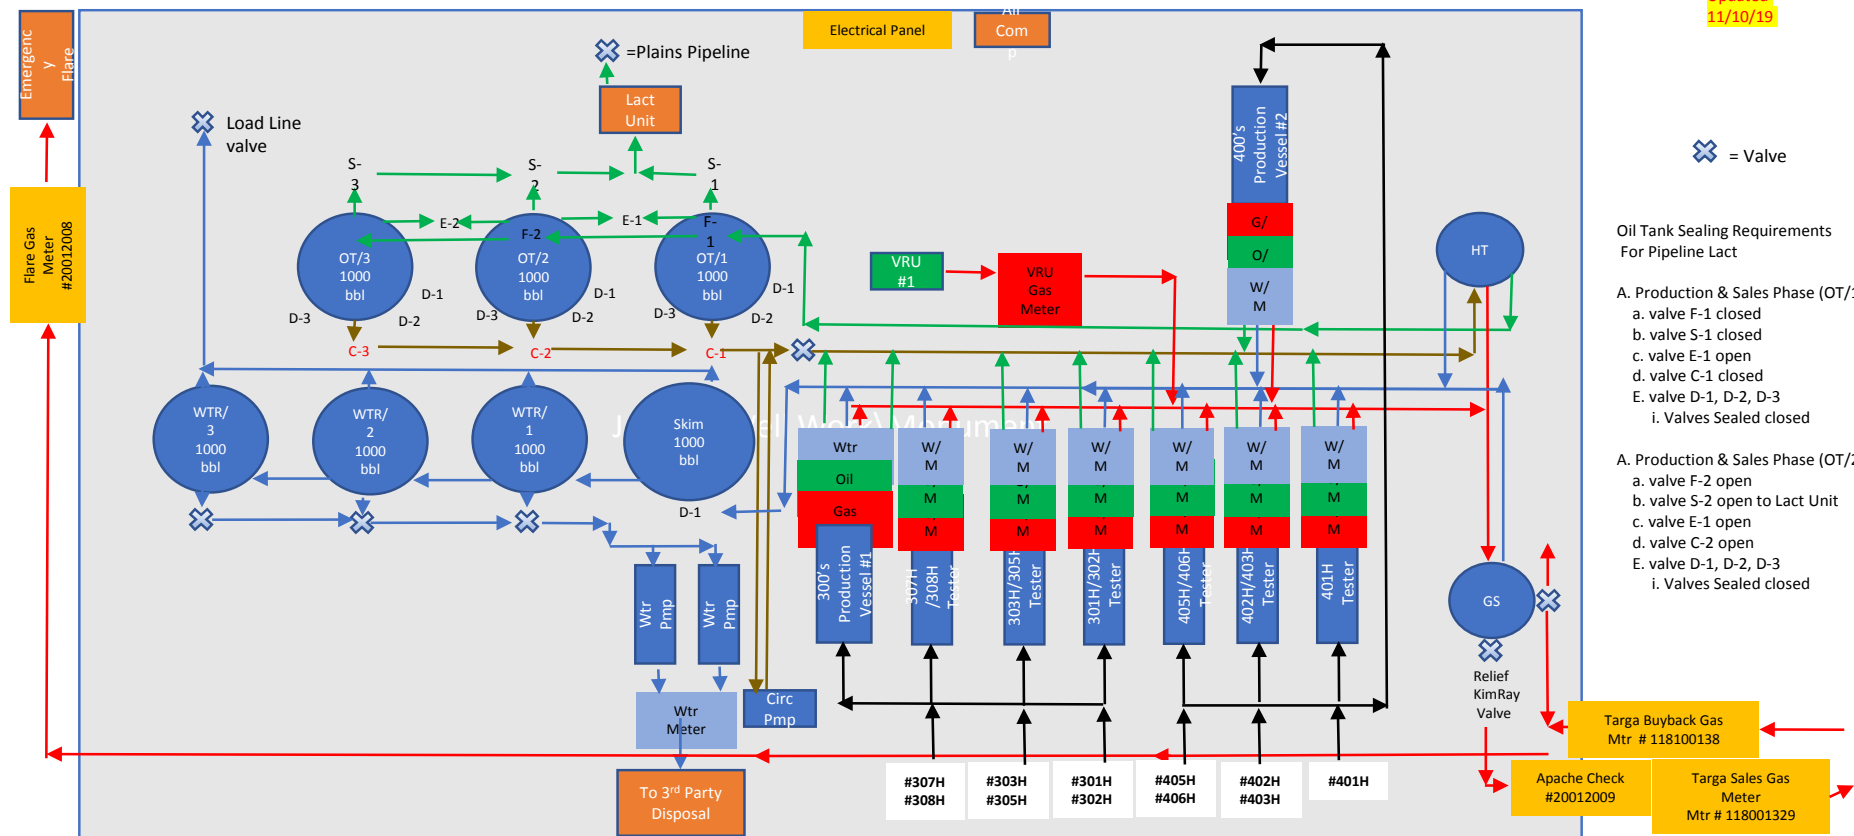 Updated
11/10/19
Emergenc
y
Flare
Electrical Panel
Air
Com
p
=Plains Pipeline
Lact
Unit
Load Line
valve
400's
Production
Vessel #2
= Valve
S-
3
S-
2
S-
1
Flare Gas
Meter
#20012008
E-2
E-1
F-2
F-
1
OT/3
1000
bbl
OT/2
1000
bbl
OT/1
1000
bbl
D-1
D-2
D-3
D-1
D-2
D-3
D-1
D-2
D-3
C-3
C-2
C-1
VRU
#1
VRU
Gas
Meter
G/
O/
W/
M
HT
Oil Tank Sealing Requirements
For Pipeline Lact
A. Production & Sales Phase (OT/1
a. valve F-1 closed
b. valve S-1 closed
c. valve E-1 open
d. valve C-1 closed
E. valve D-1, D-2, D-3
i. Valves Sealed closed
A. Production & Sales Phase (OT/2
a. valve F-2 open
b. valve S-2 open to Lact Unit
c. valve E-1 open
d. valve C-2 open
E. valve D-1, D-2, D-3
i. Valves Sealed closed
WTR/
3
1000
bbl
WTR/
2
1000
bbl
WTR/
1
1000
bbl
Skim
1000
bbl
D-1
Wtr
Oil
Gas
W/
M
M
M
W/
M
M
M
W/
M
M
M
W/
M
M
M
W/
M
M
M
W/
M
M
M
300's
Production
Vessel #1
307H
/308H
Tester
303H/305H
Tester
301H/302H
Tester
405H/406H
Tester
402H/403H
Tester
401H
Tester
GS
Relief
KimRay
Valve
Wtr
Pmp
Wtr
Pmp
Wtr
Meter
Circ
Pmp
To 3rd Party
Disposal
#307H
#308H
#303H
#305H
#301H
#302H
#405H
#406H
#402H
#403H
#401H
Targa Buyback Gas
Mtr # 118100138
Apache Check
#20012009
Targa Sales Gas
Meter
Mtr # 118001329